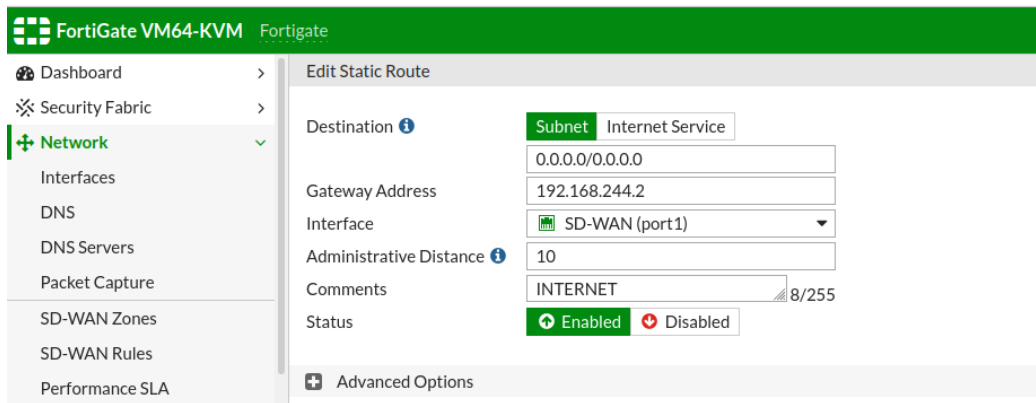 FortiGate VM64-KVM Fortigate
Dashboard
Security Fabric
Network
Interfaces
DNS
DNS Servers
Packet Capture
SD-WAN Zones
SD-WAN Rules
Performance SLA
Edit Static Route
Destination Subnet Internet Service
0.0.0.0/0.0.0.0
Gateway Address 192.168.244.2
Interface SD-WAN (port1)
Administrative Distance 10
Comments INTERNET 8/255
Status Enabled Disabled
Advanced Options